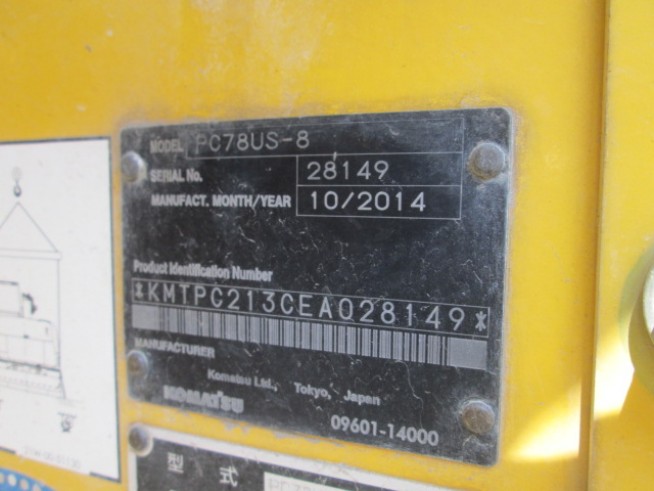 MODEL PC78US-8
SERIAL No. 28149
MANUFACT. MONTH/YEAR 10/2014
Product Identification Number
*KMTPC213CEA028149*
MANUFACTURER
Komatsu Ltd., Tokyo, Japan
KOMATSU
09601-14000
型 式